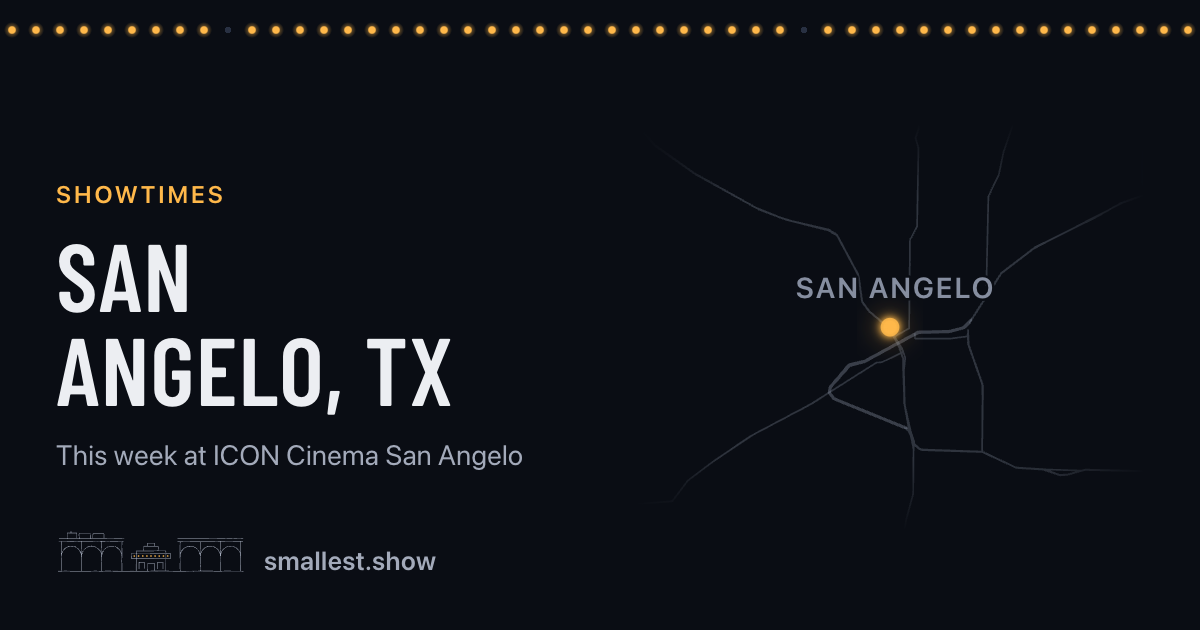 SHOWTIMES
SAN
ANGELO, TX
This week at ICON Cinema San Angelo
smallest.show
SAN ANGELO